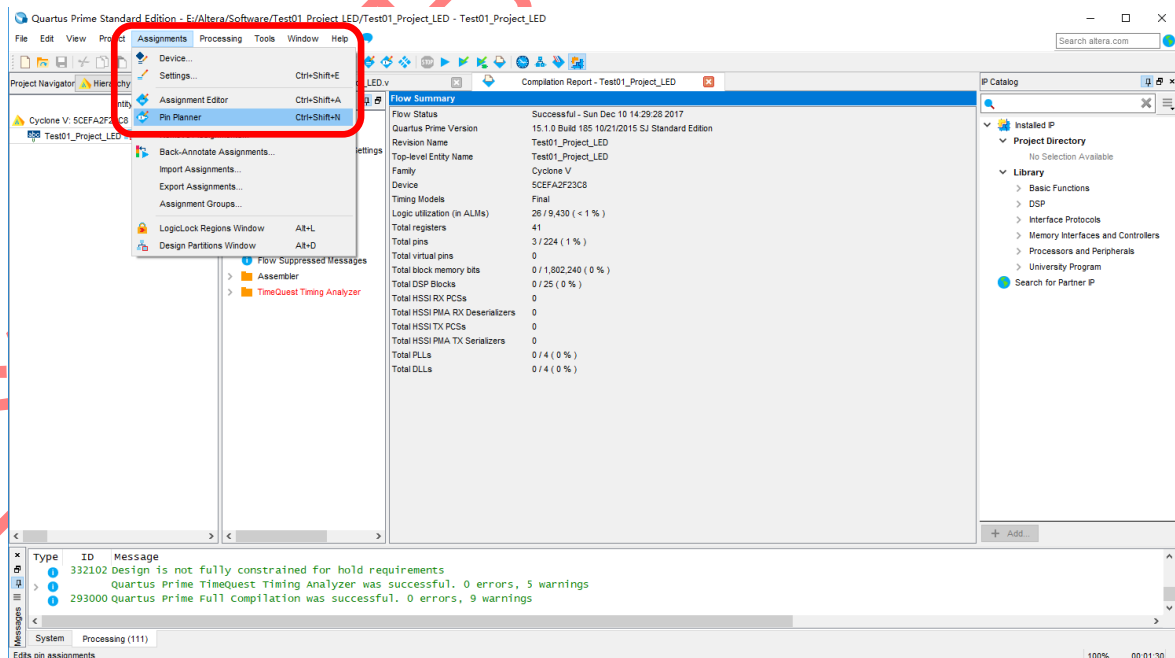 Quartus Prime Standard Edition - E:/Altera/Software/Test01_Project_LED/Test01_Project_LED - Test01_Project_LED
File Edit View Project Assignments Processing Tools Window Help
Search altera.com
Device...
Settings... Ctrl+Shift+E
Assignment Editor Ctrl+Shift+A
Pin Planner Ctrl+Shift+N
Back-Annotate Assignments...
Import Assignments...
Export Assignments...
Assignment Groups...
LogicLock Regions Window Alt+L
Design Partitions Window Alt+D
Project Navigator Hierarchy
Cyclone V: 5CEFA2F23C8
Test01_Project_LED
_LED.v
Compilation Report - Test01_Project_LED
Settings
Flow Suppressed Messages
Assembler
TimeQuest Timing Analyzer
Flow Summary
Flow Status Successful - Sun Dec 10 14:29:28 2017
Quartus Prime Version 15.1.0 Build 185 10/21/2015 SJ Standard Edition
Revision Name Test01_Project_LED
Top-level Entity Name Test01_Project_LED
Family Cyclone V
Device 5CEFA2F23C8
Timing Models Final
Logic utilization (in ALMs) 26 / 9,430 ( < 1 % )
Total registers 41
Total pins 3 / 224 ( 1 % )
Total virtual pins 0
Total block memory bits 0 / 1,802,240 ( 0 % )
Total DSP Blocks 0 / 25 ( 0 % )
Total HSSI RX PCSs 0
Total HSSI PMA RX Deserializers 0
Total HSSI TX PCSs 0
Total HSSI PMA TX Serializers 0
Total PLLs 0 / 4 ( 0 % )
Total DLLs 0 / 4 ( 0 % )
IP Catalog
Installed IP
Project Directory
No Selection Available
Library
Basic Functions
DSP
Interface Protocols
Memory Interfaces and Controllers
Processors and Peripherals
University Program
Search for Partner IP
+ Add...
Type ID Message
332102 Design is not fully constrained for hold requirements
Quartus Prime TimeQuest Timing Analyzer was successful. 0 errors, 5 warnings
293000 Quartus Prime Full Compilation was successful. 0 errors, 9 warnings
Messages
System Processing (111)
Edits pin assignments
100% 00:01:30